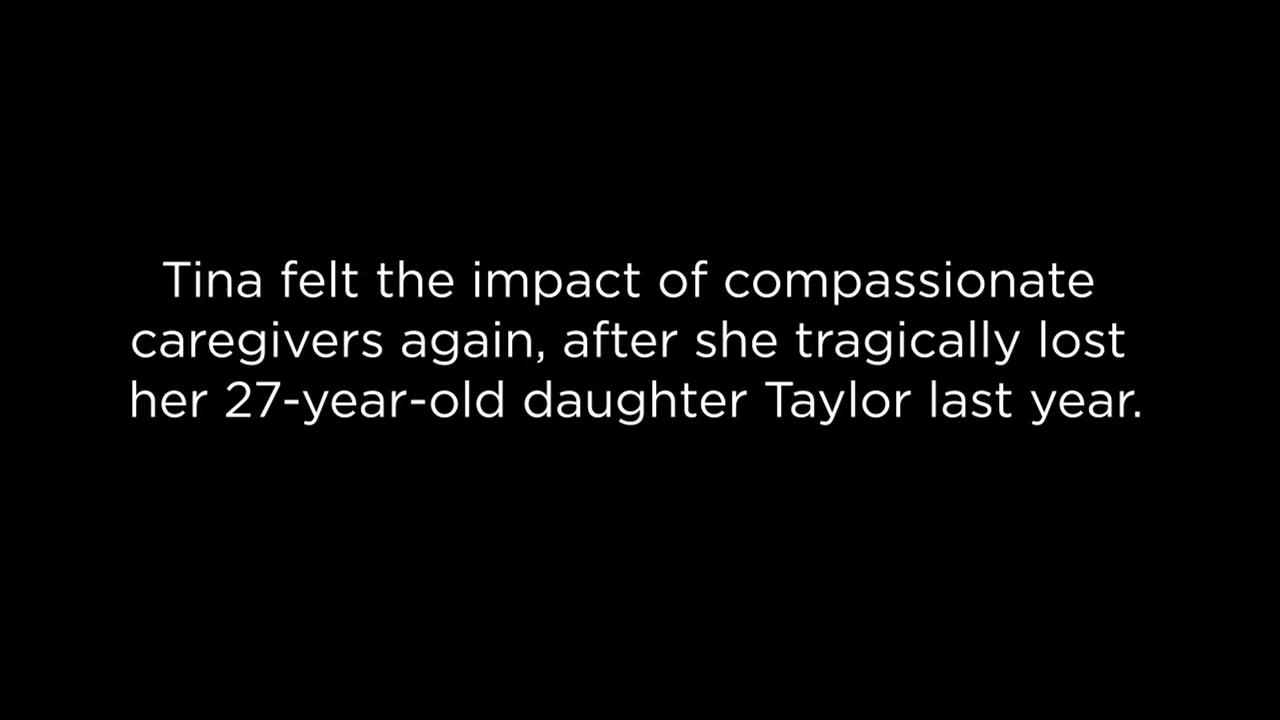 Tina felt the impact of compassionate
caregivers again, after she tragically lost
her 27-year-old daughter Taylor last year.